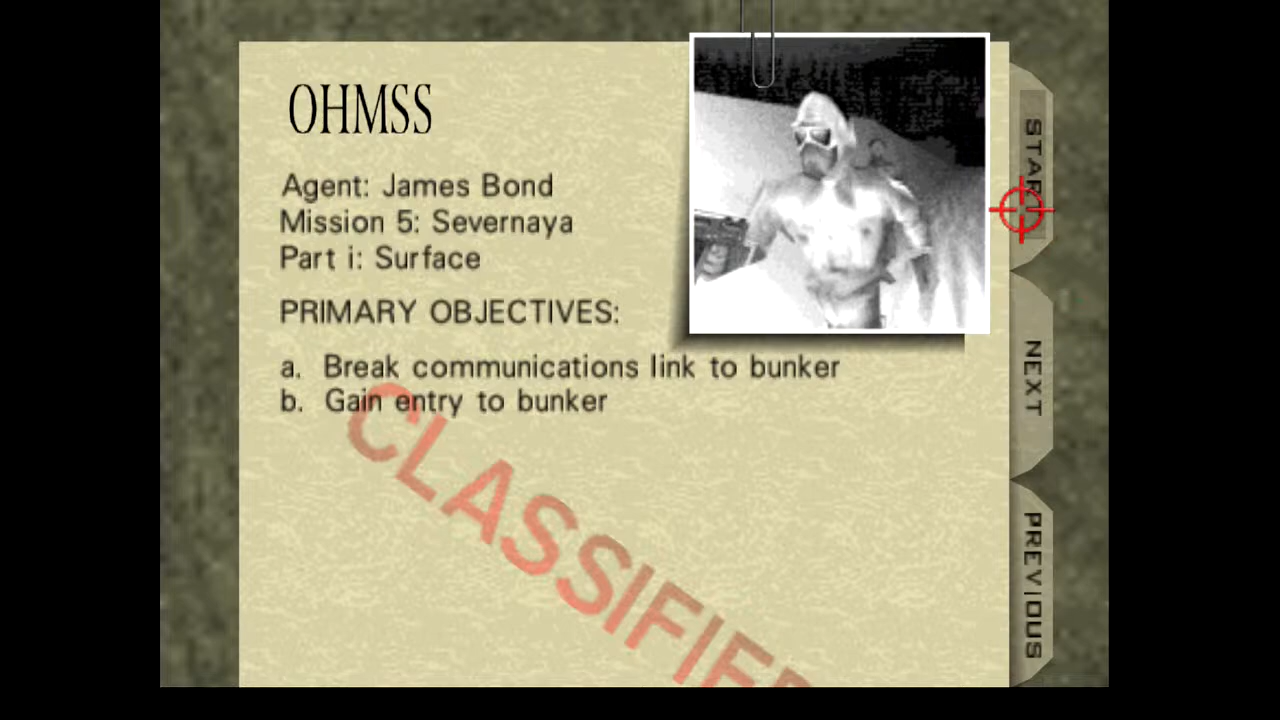 OHMSS
Agent: James Bond
Mission 5: Severnaya
Part i: Surface
PRIMARY OBJECTIVES:
a. Break communications link to bunker
b. Gain entry to bunker
CLASSIFIED
START
NEXT
PREVIOUS